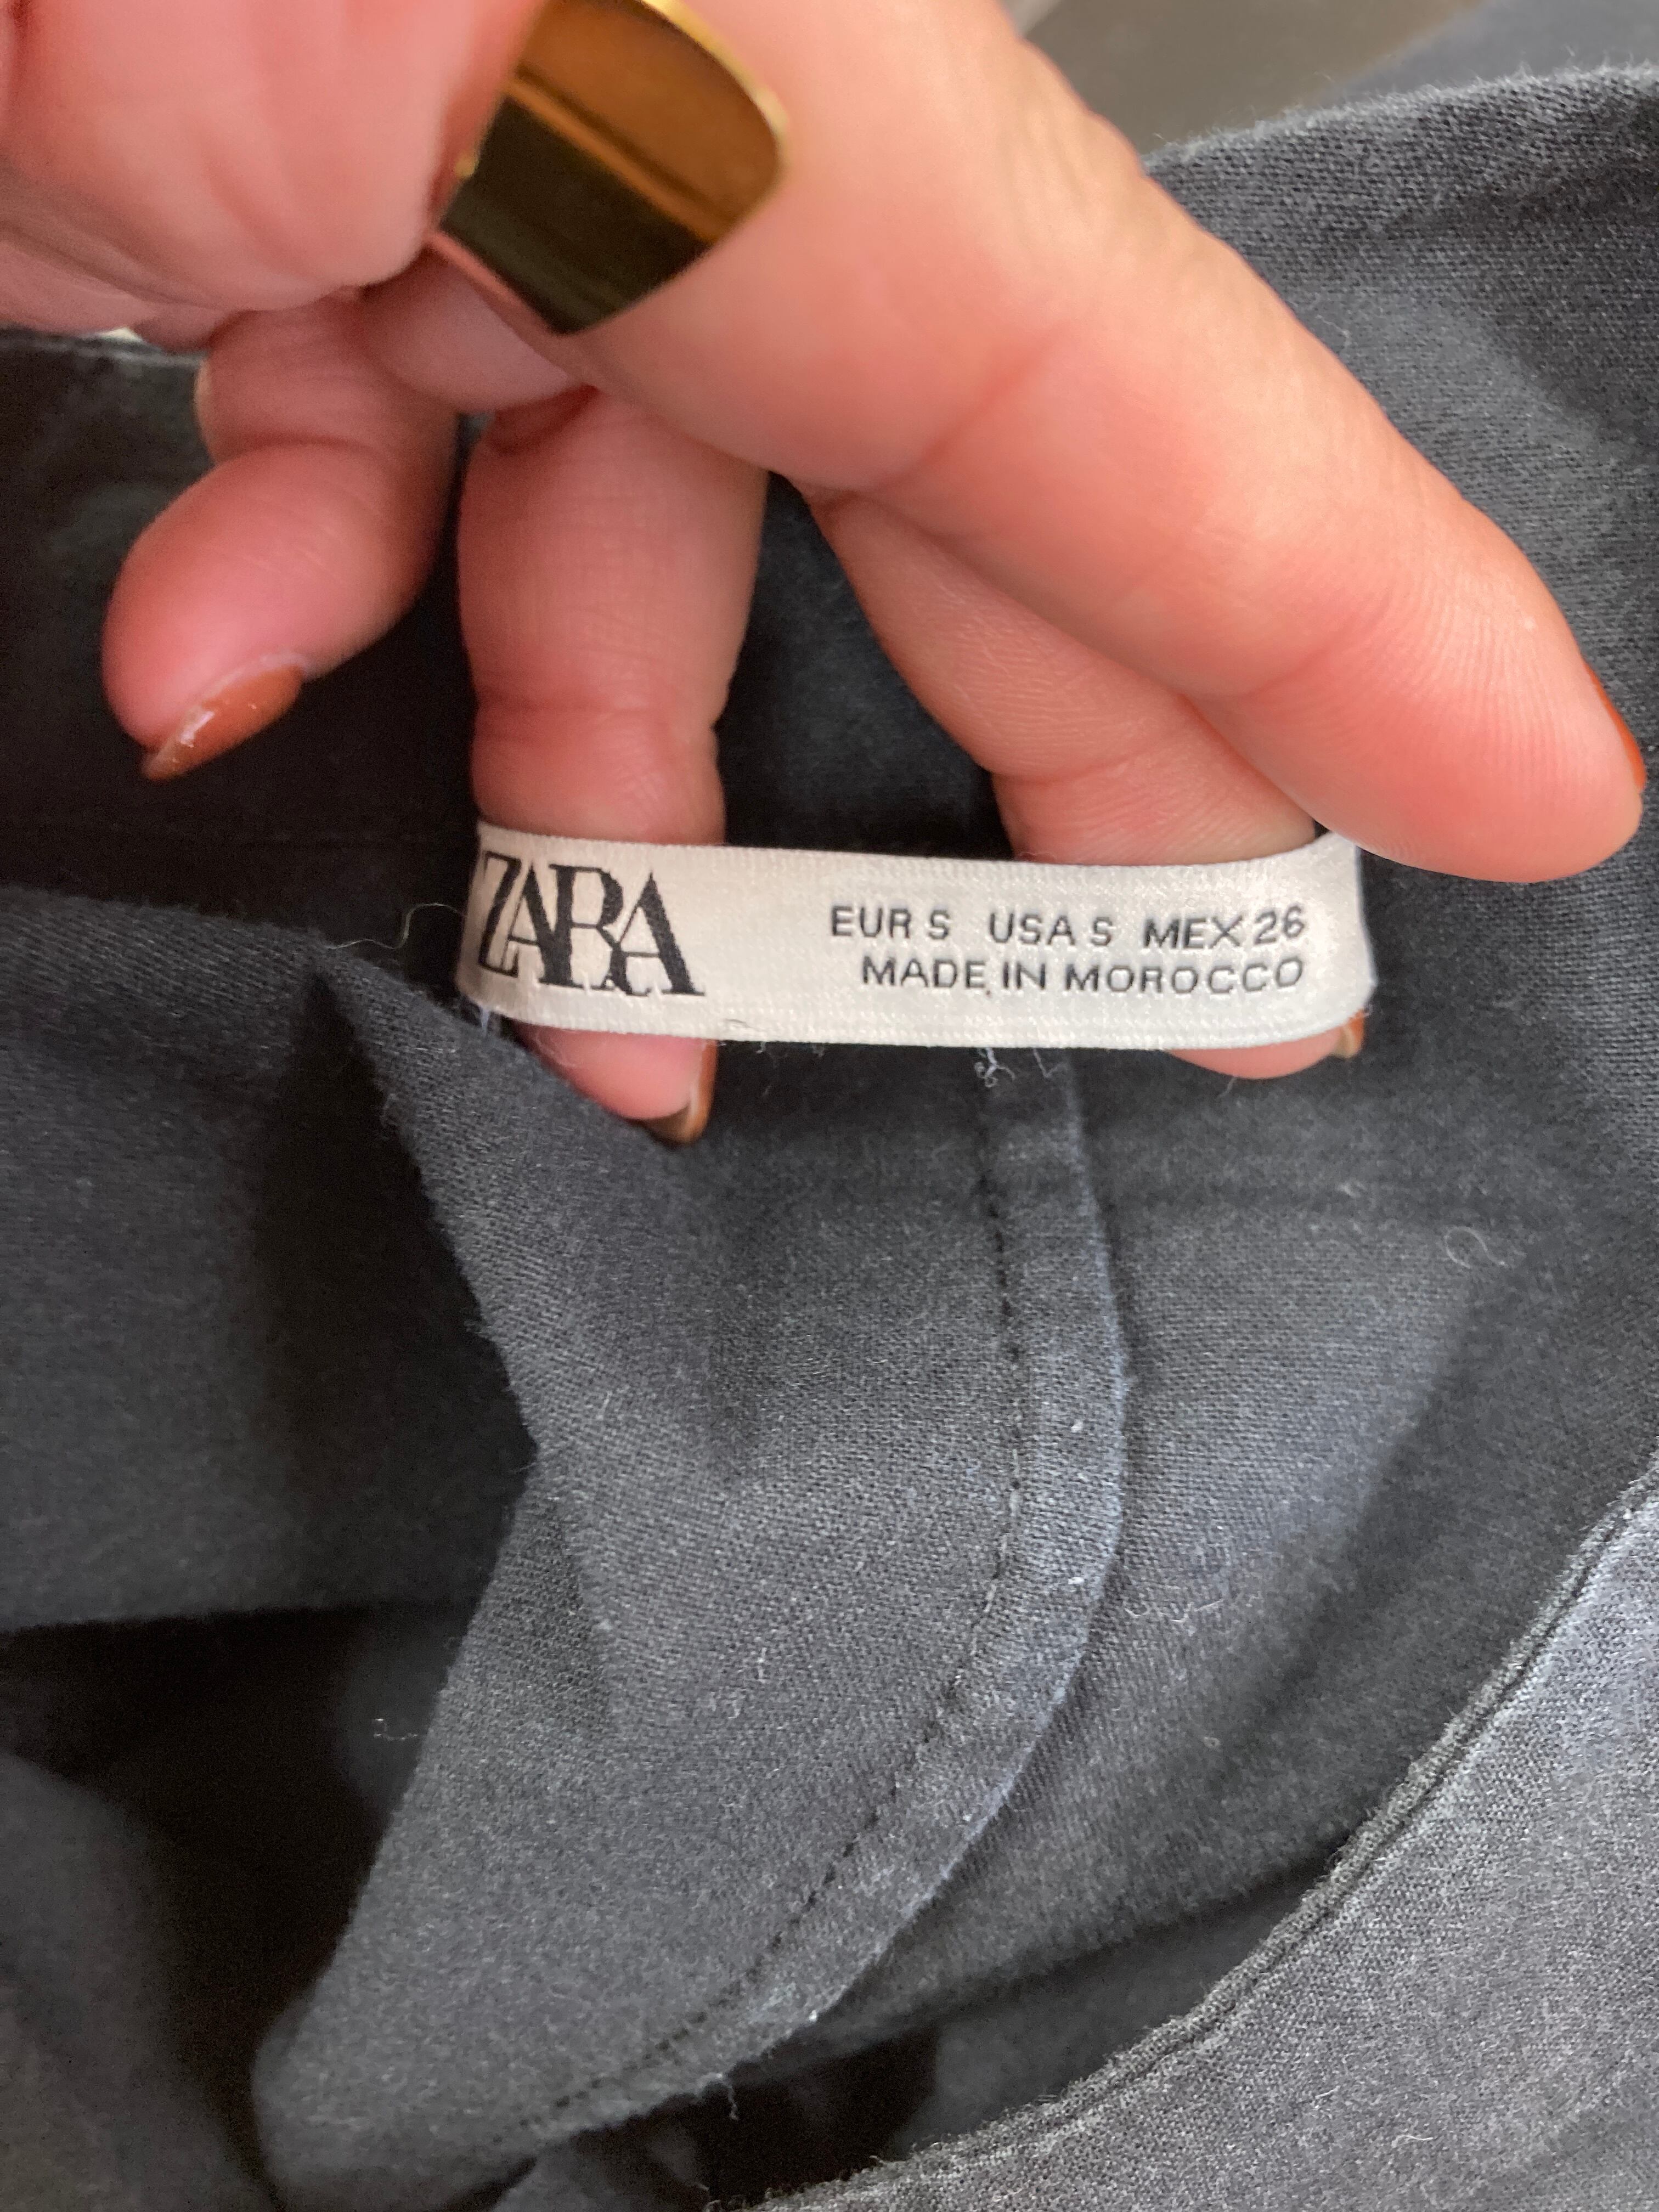 ZARA
EUR S USA S MEX 26
MADE IN MOROCCO